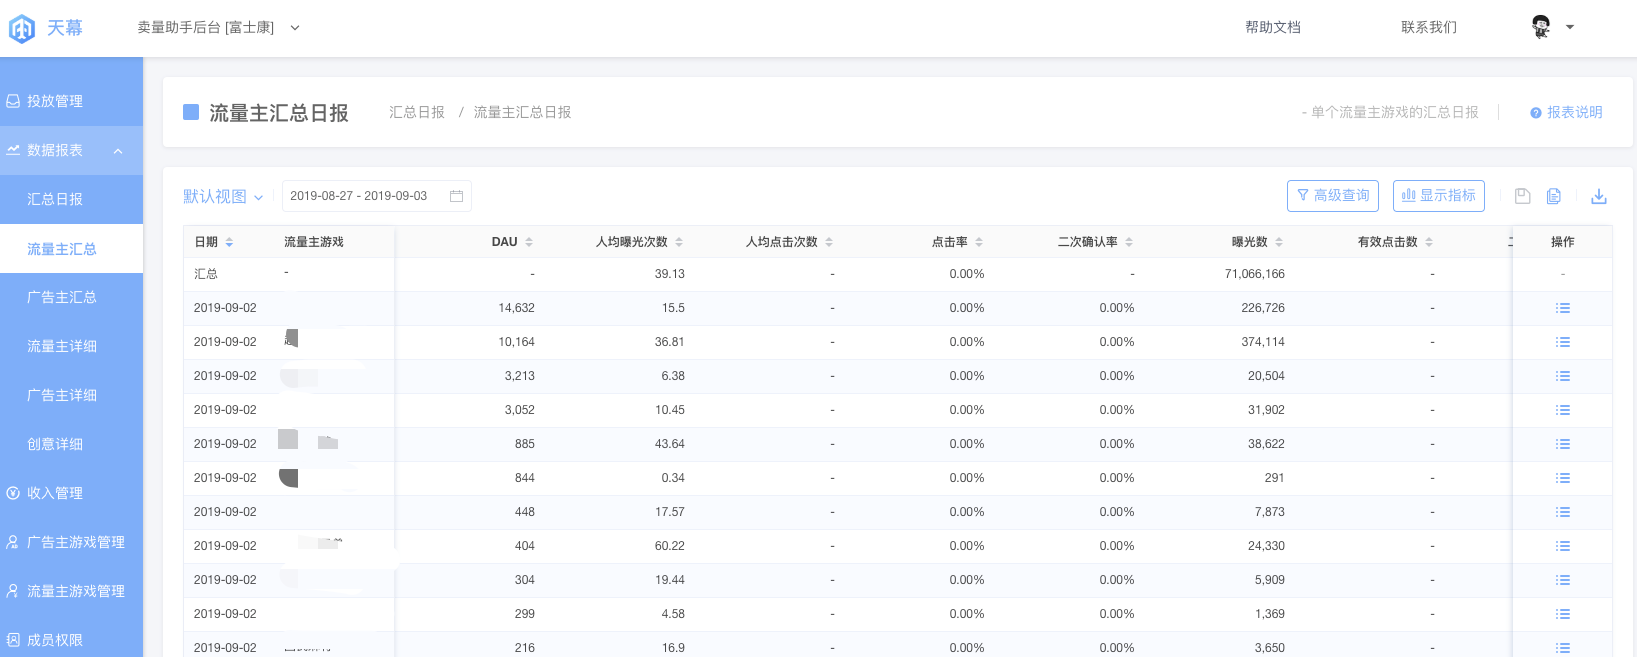 天幕 卖量助手后台 [富士康] 帮助文档 联系我们
投放管理
数据报表
汇总日报
流量主汇总
广告主汇总
流量主详细
广告主详细
创意详细
收入管理
广告主游戏管理
流量主游戏管理
成员权限
流量主汇总日报 汇总日报 / 流量主汇总日报 - 单个流量主游戏的汇总日报 报表说明
默认视图 2019-08-27 - 2019-09-03 高级查询 显示指标
日期 流量主游戏 DAU 人均曝光次数 人均点击次数 点击率 二次确认率 曝光数 有效点击数 操作
汇总 - - 39.13 - 0.00% - 71,066,166 - -
2019-09-02 14,632 15.5 - 0.00% 0.00% 226,726 -
2019-09-02 10,164 36.81 - 0.00% 0.00% 374,114 -
2019-09-02 3,213 6.38 - 0.00% 0.00% 20,504 -
2019-09-02 3,052 10.45 - 0.00% 0.00% 31,902 -
2019-09-02 885 43.64 - 0.00% 0.00% 38,622 -
2019-09-02 844 0.34 - 0.00% 0.00% 291 -
2019-09-02 448 17.57 - 0.00% 0.00% 7,873 -
2019-09-02 404 60.22 - 0.00% 0.00% 24,330 -
2019-09-02 304 19.44 - 0.00% 0.00% 5,909 -
2019-09-02 299 4.58 - 0.00% 0.00% 1,369 -
2019-09-02 216 16.9 - 0.00% 0.00% 3,650 -